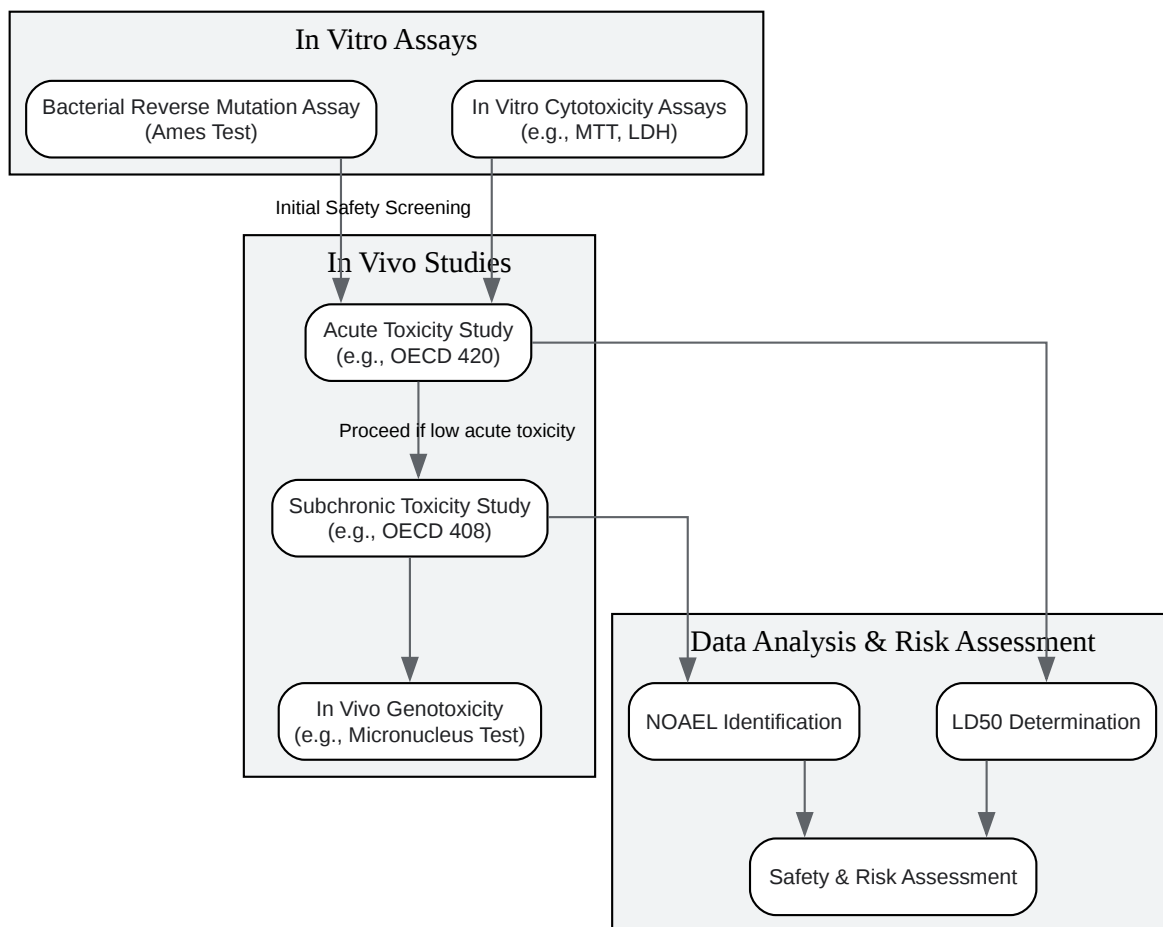 In Vitro Assays
Bacterial Reverse Mutation Assay
(Ames Test)
In Vitro Cytotoxicity Assays
(e.g., MTT, LDH)
Initial Safety Screening
In Vivo Studies
Acute Toxicity Study
(e.g., OECD 420)
Proceed if low acute toxicity
Subchronic Toxicity Study
(e.g., OECD 408)
In Vivo Genotoxicity
(e.g., Micronucleus Test)
Data Analysis & Risk Assessment
NOAEL Identification
LD50 Determination
Safety & Risk Assessment